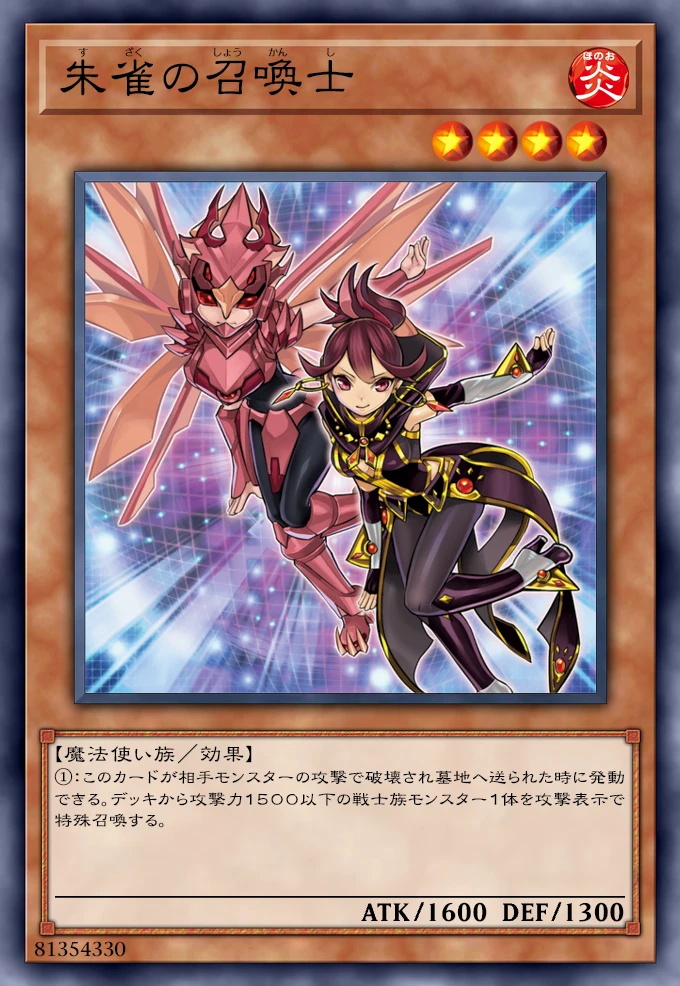 す ざく しょう かん し
朱雀の召喚士
ほのお
炎
【魔法使い族／効果】
①：このカードが相手モンスターの攻撃で破壊され墓地へ送られた時に発動
できる。デッキから攻撃力１５００以下の戦士族モンスター１体を攻撃表示で
特殊召喚する。
ATK/1600 DEF/1300
81354330